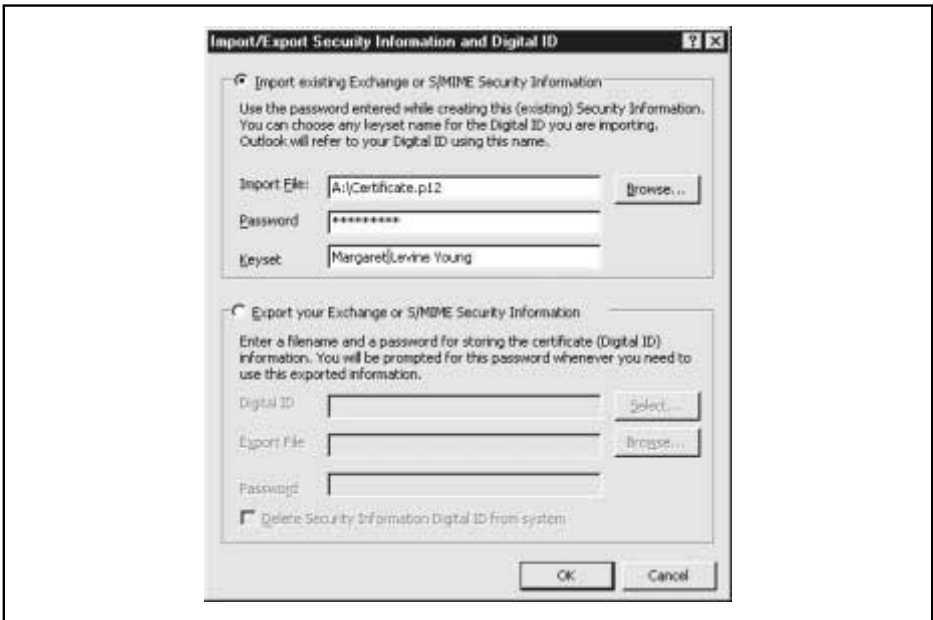 Import/Export Security Information and Digital ID
Import existing Exchange or S/MIME Security Information
Use the password entered while creating this (existing) Security Information.
You can choose any keyset name for the Digital ID you are importing.
Outlook will refer to your Digital ID using this name.
Import File:
A:\Certificate.p12
Browse...
Password
*********
Keyset
Margaret Levine Young
Export your Exchange or S/MIME Security Information
Enter a filename and a password for storing the certificate (Digital ID)
information. You will be prompted for this password whenever you need to
use this exported information.
Digital ID
Select...
Export File
Browse...
Password
Delete Security Information Digital ID from system
OK
Cancel